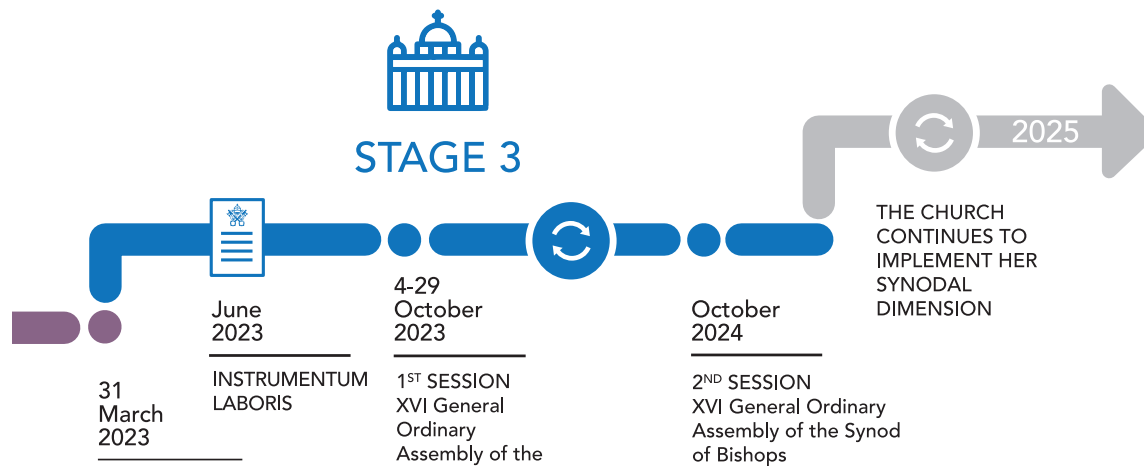 STAGE 3
2025
THE CHURCH
CONTINUES TO
IMPLEMENT HER
SYNODAL
DIMENSION
31
March
2023
June
2023
INSTRUMENTUM
LABORIS
4-29
October
2023
1ST SESSION
XVI General
Ordinary
Assembly of the
October
2024
2ND SESSION
XVI General Ordinary
Assembly of the Synod
of Bishops